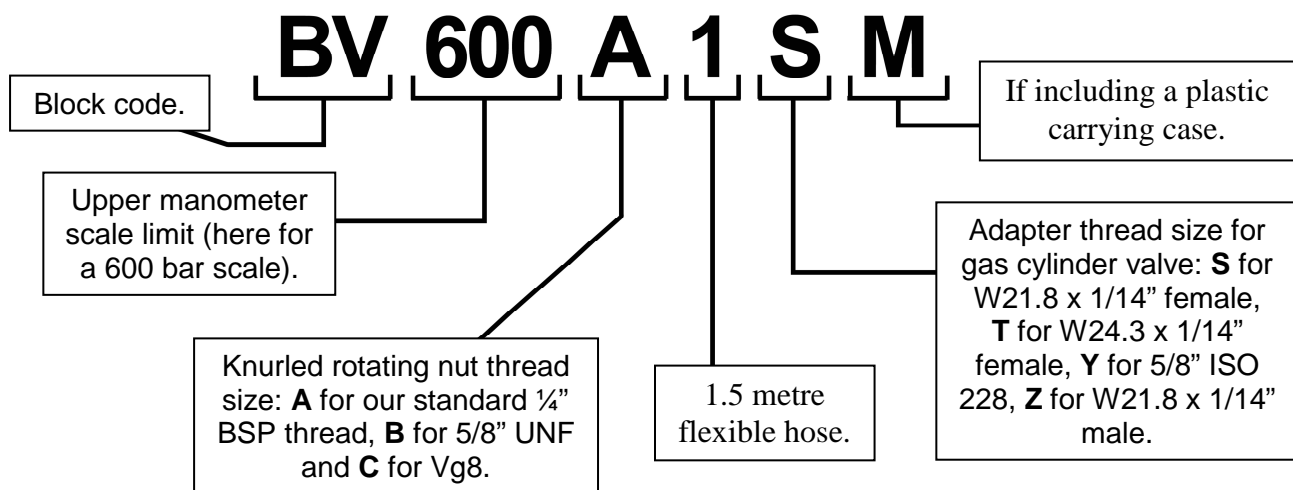 BV 600 A 1 S M
Block code.
If including a plastic
carrying case.
Upper manometer
scale limit (here for
a 600 bar scale).
Adapter thread size for
gas cylinder valve: S for
W21.8 x 1/14” female,
T for W24.3 x 1/14”
female, Y for 5/8” ISO
228, Z for W21.8 x 1/14”
male.
Knurled rotating nut thread
size: A for our standard ¼”
BSP thread, B for 5/8” UNF
and C for Vg8.
1.5 metre
flexible hose.